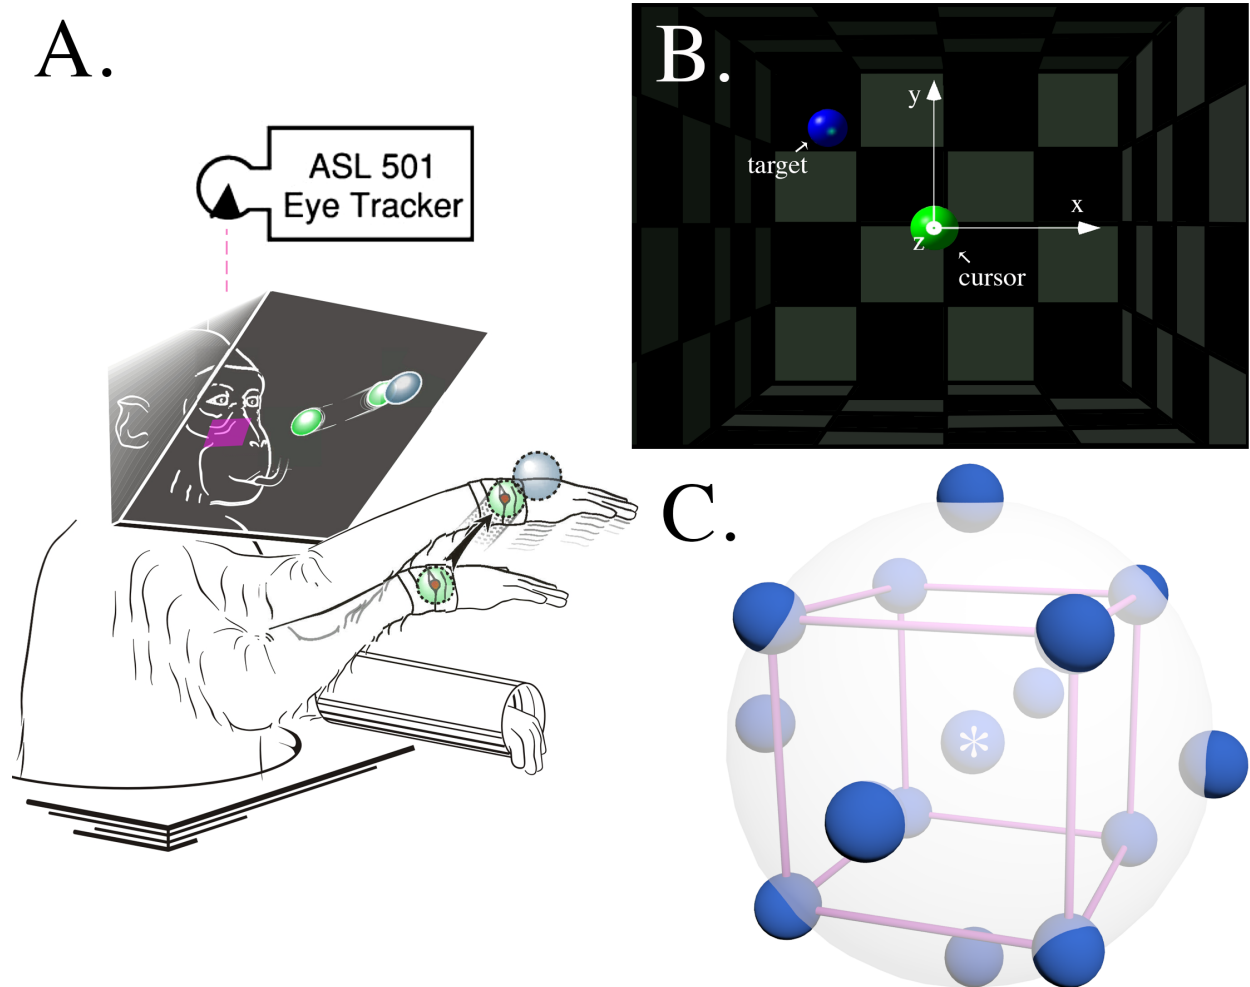 A.
ASL 501
Eye Tracker
B.
y
target
x
z
cursor
C.
*